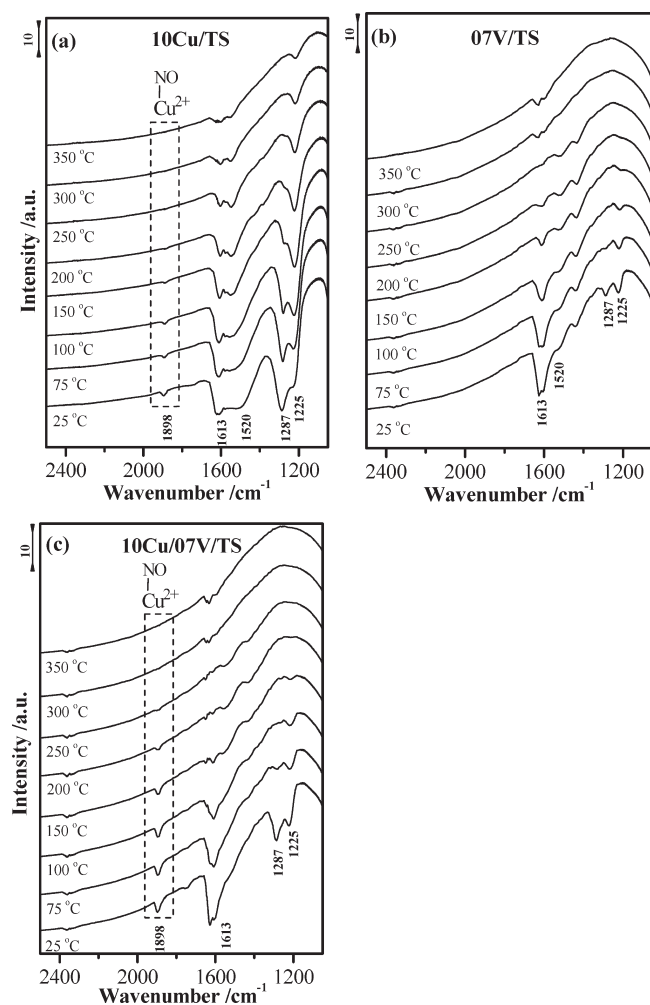 10
(a)
10Cu/TS
NO
Cu2+
350 °C
300 °C
250 °C
200 °C
150 °C
100 °C
75 °C
25 °C
1898
1613
1520
1287
1225
2400
2000
1600
1200
Wavenumber /cm-1
Intensity /a.u.
10
(b)
07V/TS
350 °C
300 °C
250 °C
200 °C
150 °C
100 °C
75 °C
25 °C
1613
1520
1287
1225
2400
2000
1600
1200
Wavenumber /cm-1
10
(c)
10Cu/07V/TS
NO
Cu2+
350 °C
300 °C
250 °C
200 °C
150 °C
100 °C
75 °C
25 °C
1898
1613
1287
1225
2400
2000
1600
1200
Wavenumber /cm-1
Intensity /a.u.